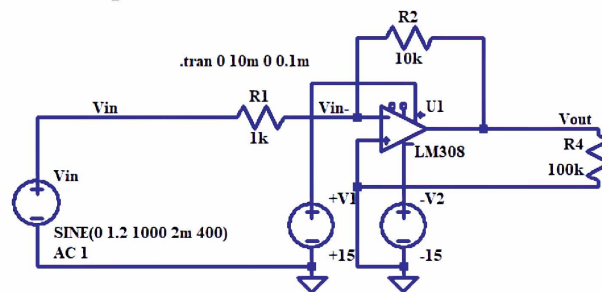 R2
10k
.tran 0 10m 0 0.1m
R1
1k
Vin
Vin-
U1
LM308
Vout
R4
100k
Vin
SINE(0 1.2 1000 2m 400)
AC 1
+V1
+15
-V2
-15